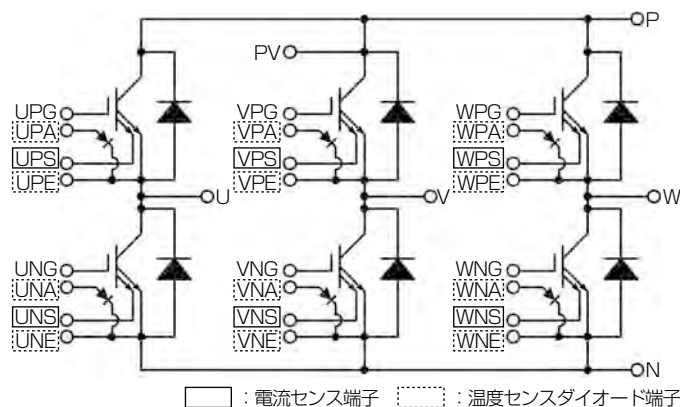 P
PV
UPG VPG WPG
UPA VPA WPA
UPS VPS WPS
UPE VPE WPE
U V W
UNG VNG WNG
UNA VNA WNA
UNS VNS WNS
UNE VNE WNE
N
：電流センス端子 ：温度センスダイオード端子